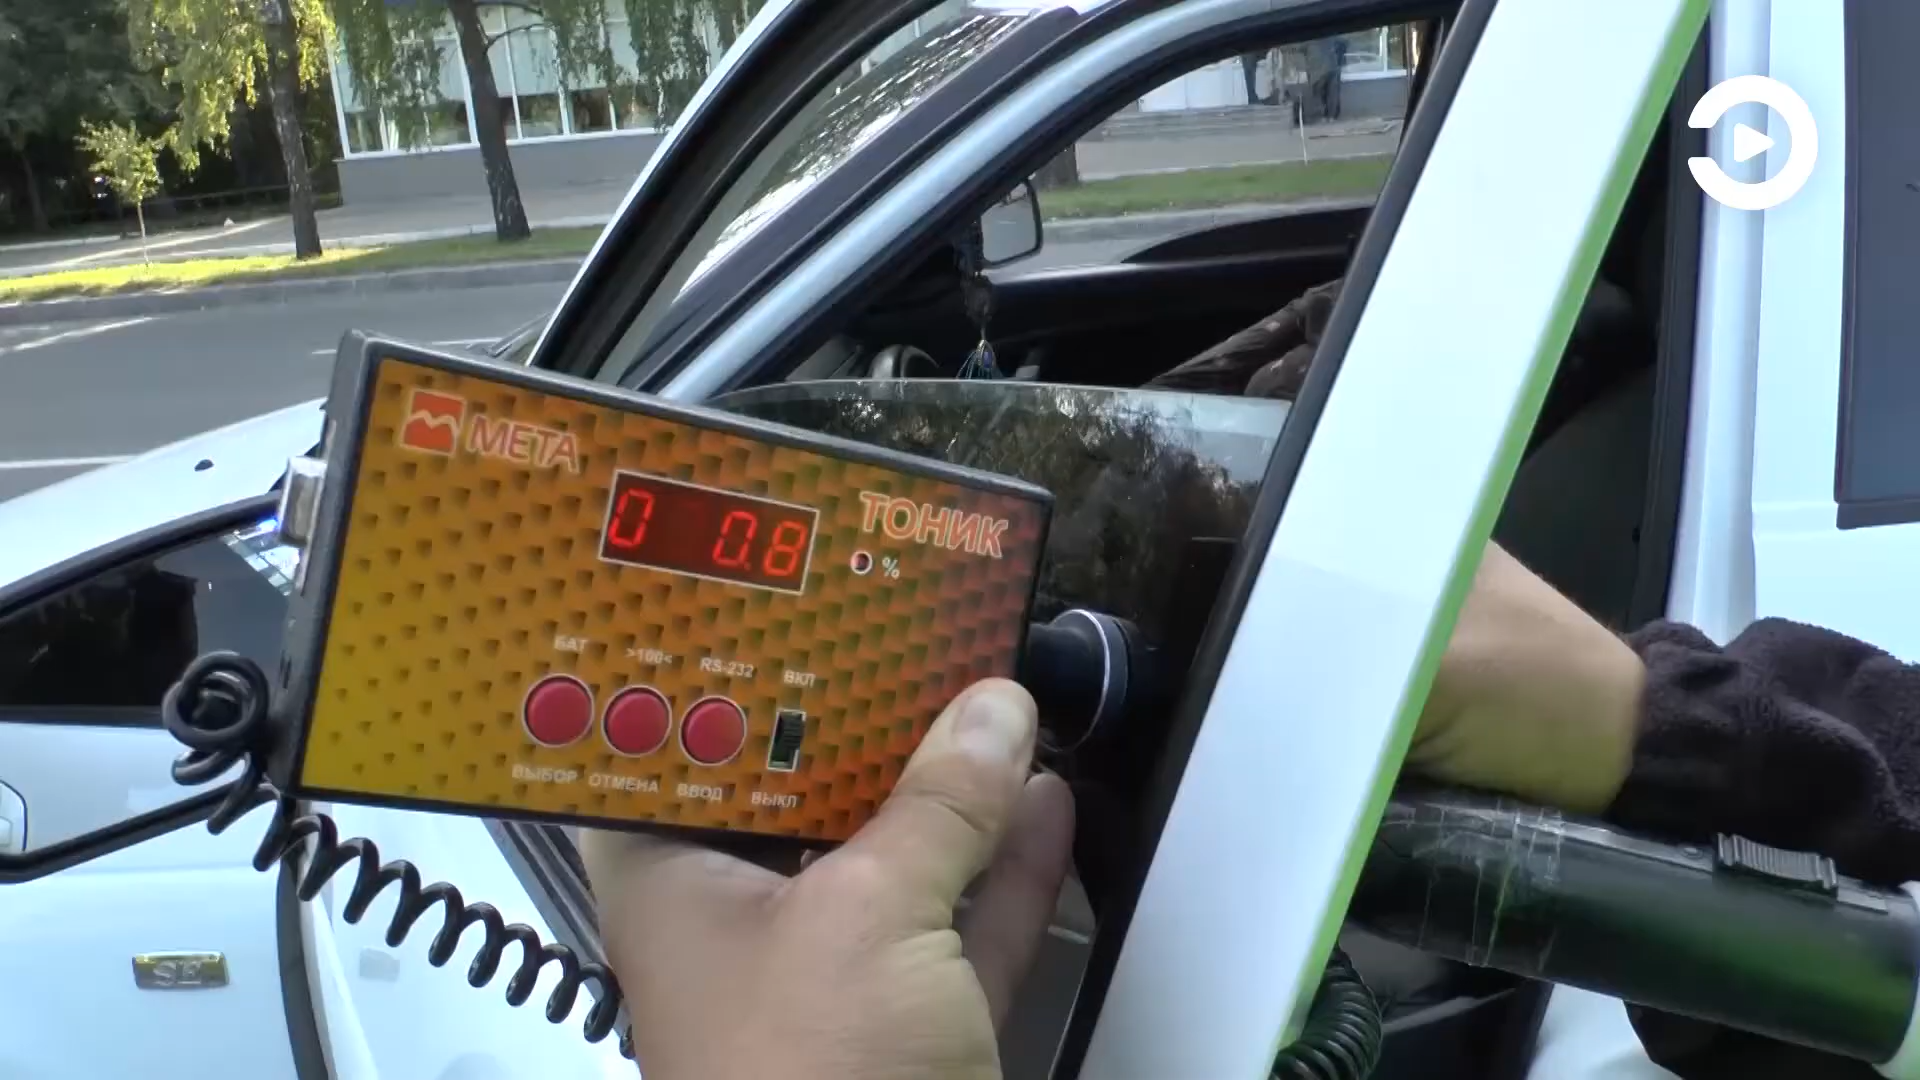 МЕТА
0 0.8
ТОНИК
%
БАТ >100< RS-232 ВКЛ
ВЫБОР ОТМЕНА ВВОД ВЫКЛ
SE